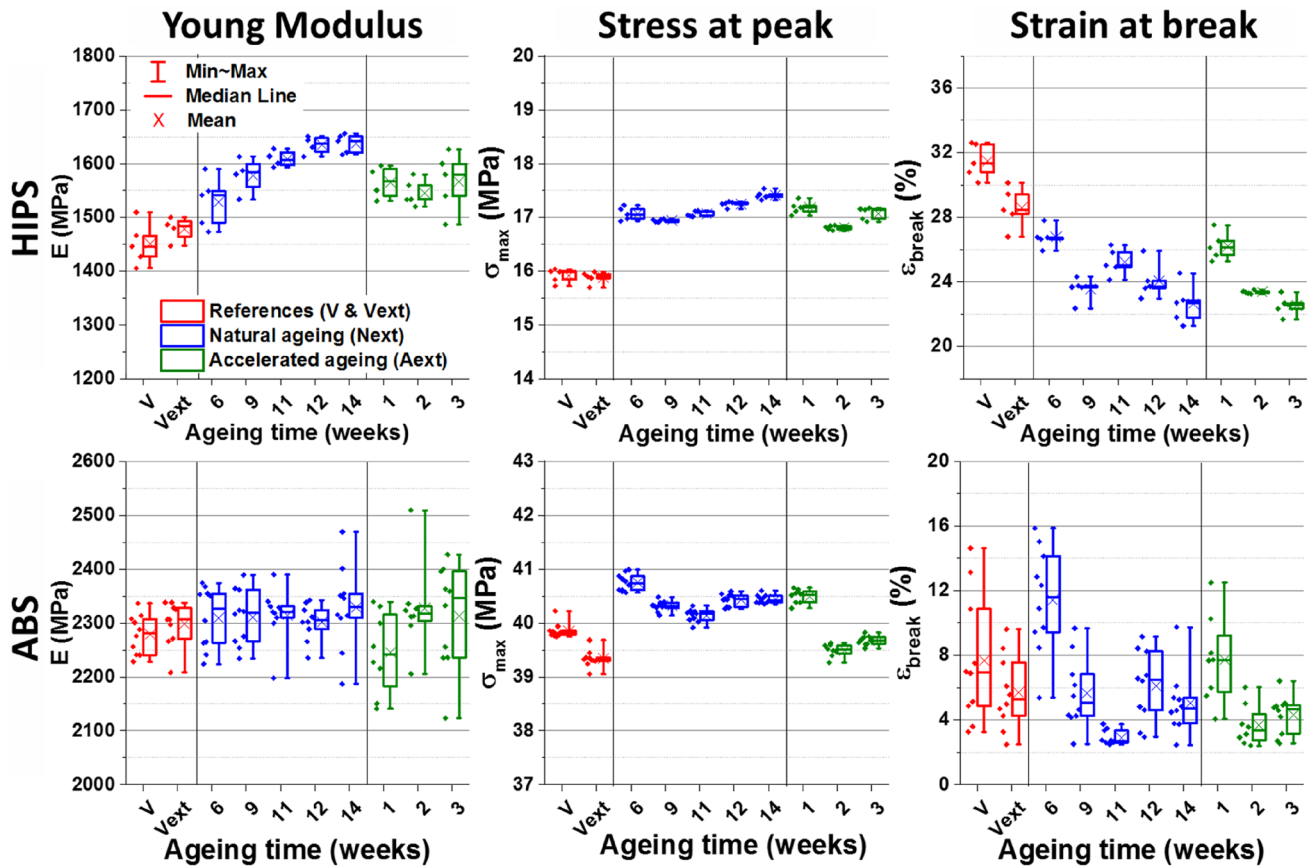 Young Modulus
Stress at peak
Strain at break
HIPS
E (MPa)
1800
1700
1600
1500
1400
1300
1200
Min~Max
Median Line
Mean
References (V & Vext)
Natural ageing (Next)
Accelerated ageing (Aext)
V Vext 6 9 11 12 14 1 2 3
Ageing time (weeks)
σmax (MPa)
20
19
18
17
16
15
14
V Vext 6 9 11 12 14 1 2 3
Ageing time (weeks)
εbreak (%)
36
32
28
24
20
V Vext 6 9 11 12 14 1 2 3
Ageing time (weeks)
ABS
E (MPa)
2600
2500
2400
2300
2200
2100
2000
V Vext 6 9 11 12 14 1 2 3
Ageing time (weeks)
σmax (MPa)
43
42
41
40
39
38
37
V Vext 6 9 11 12 14 1 2 3
Ageing time (weeks)
εbreak (%)
20
16
12
8
4
0
V Vext 6 9 11 12 14 1 2 3
Ageing time (weeks)